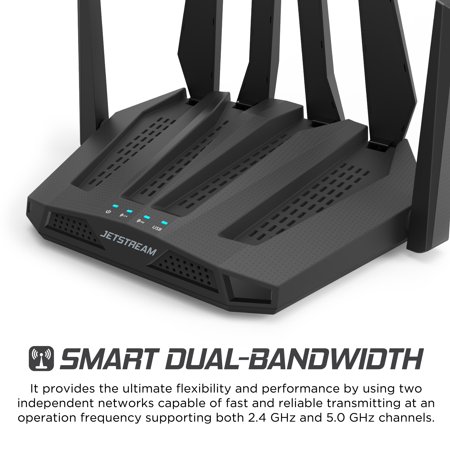 USB
JETSTREAM
SMART DUAL-BANDWIDTH
It provides the ultimate flexibility and performance by using two
independent networks capable of fast and reliable transmitting at an
operation frequency supporting both 2.4 GHz and 5.0 GHz channels.